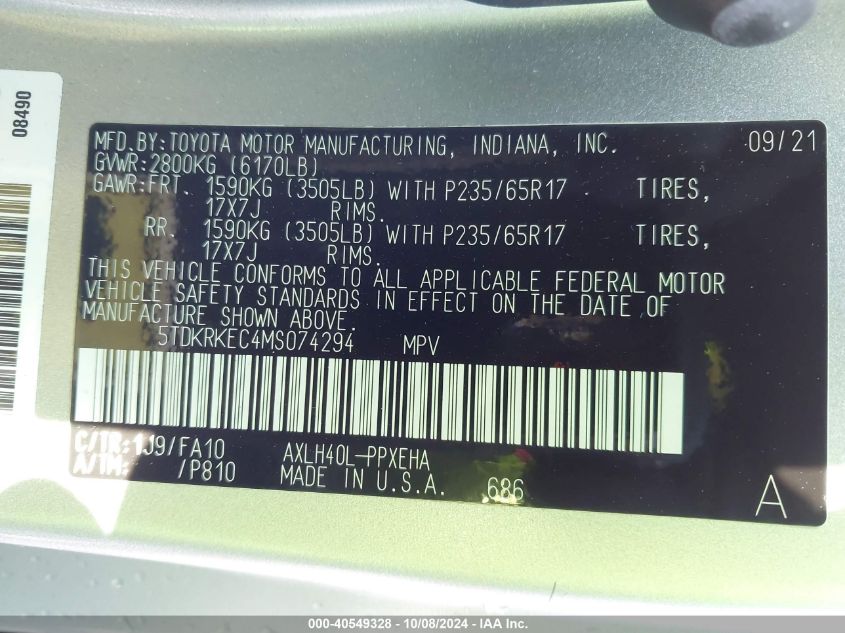 08490
MFD.BY:TOYOTA MOTOR MANUFACTURING, INDIANA, INC. 09/21
GVWR:2800KG (6170LB)
GAWR:FRT. 1590KG (3505LB) WITH P235/65R17 TIRES,
17X7J RIMS.
RR. 1590KG (3505LB) WITH P235/65R17 TIRES,
17X7J RIMS.
THIS VEHICLE CONFORMS TO ALL APPLICABLE FEDERAL MOTOR
VEHICLE SAFETY STANDARDS IN EFFECT ON THE DATE OF
MANUFACTURE SHOWN ABOVE.
5TDKRKEC4MS074294 MPV
C/TR:1J9/FA10 AXLH40L-PPXEHA
A/TM: /P810 MADE IN U.S.A. 686 A
000-40549328 - 10/08/2024 - IAA Inc.